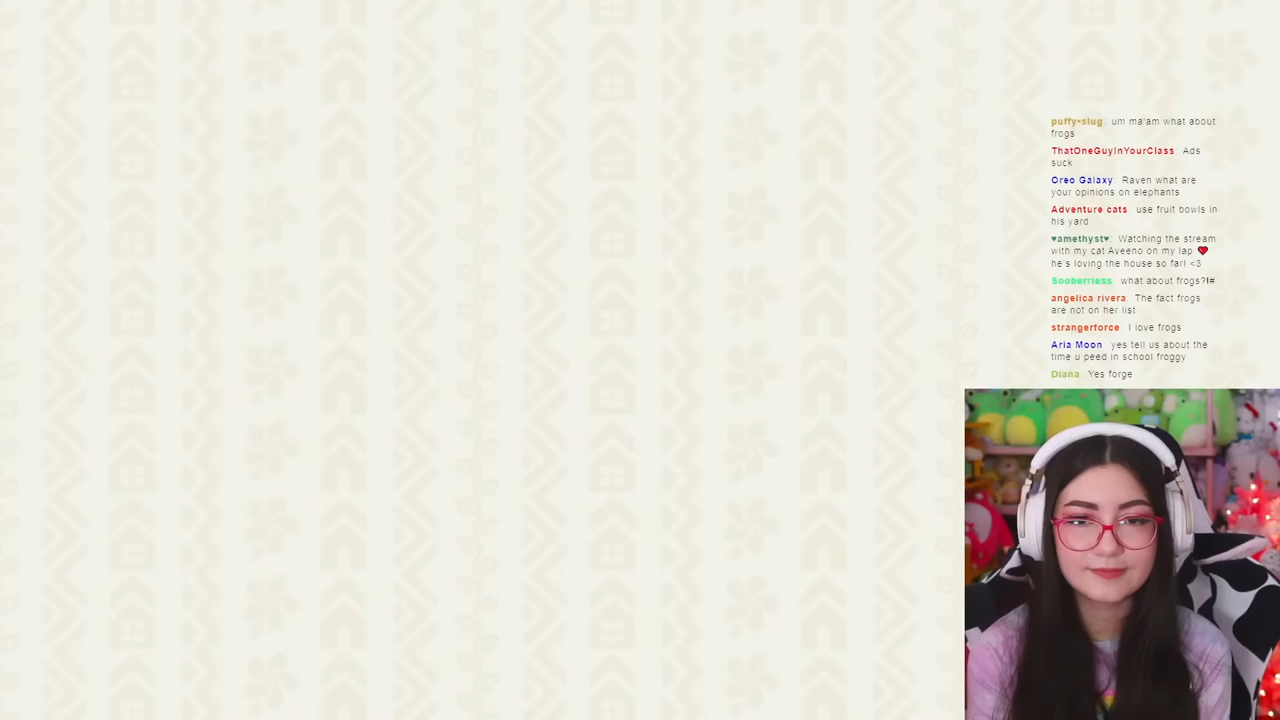 puffy•slug: um ma'am what about
frogs
ThatOneGuyInYourClass: Ads
suck
Oreo Galaxy: Raven what are
your opinions on elephants
Adventure cats: use fruit bowls in
his yard
♥amethyst♥: Watching the stream
with my cat Aveeno on my lap ❤
he's loving the house so far! <3
Sooberriess: what about frogs?!#
angelica rivera: The fact frogs
are not on her list
strangerforce: I love frogs
Aria Moon: yes tell us about the
time u peed in school froggy
Diana: Yes forge